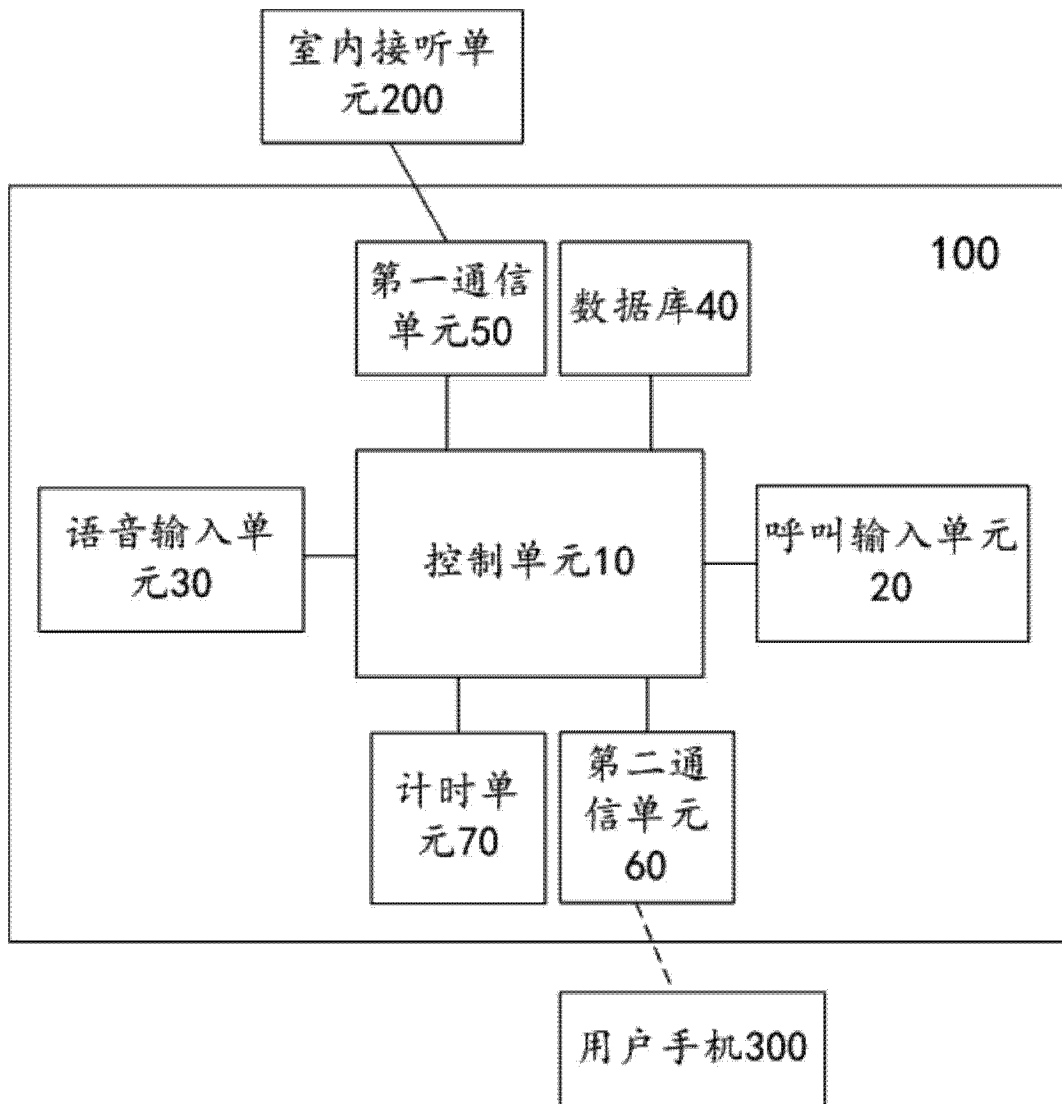 室内接听单
元200
100
第一通信
单元50
数据库40
语音输入单
元30
控制单元10
呼叫输入单元
20
计时单
元70
第二通
信单元
60
用户手机300